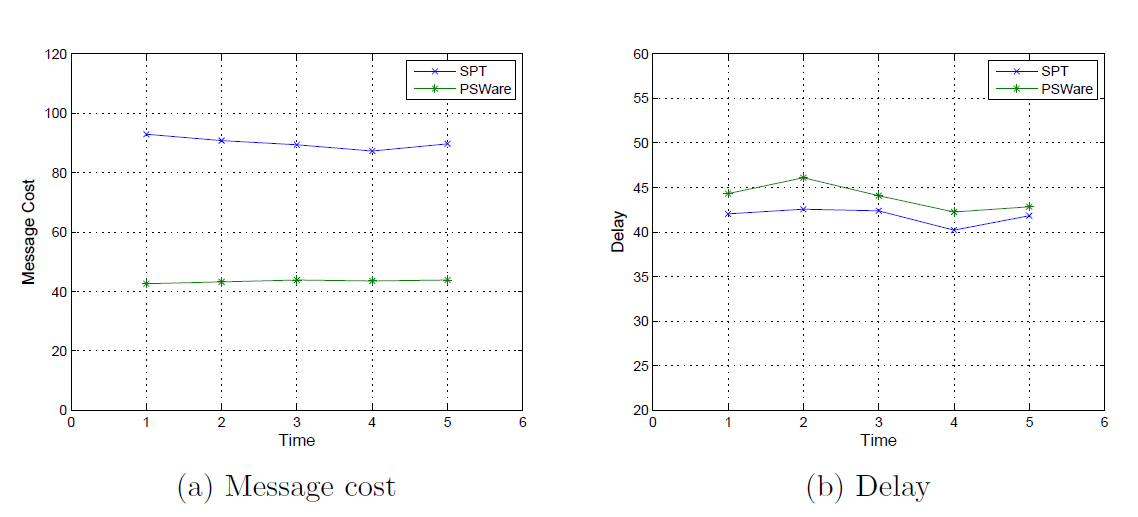 120
100
80
60
40
20
0
0 1 2 3 4 5 6
Message Cost
Time
SPT
PSWare
(a) Message cost
60
55
50
45
40
35
30
25
20
0 1 2 3 4 5 6
Delay
Time
SPT
PSWare
(b) Delay